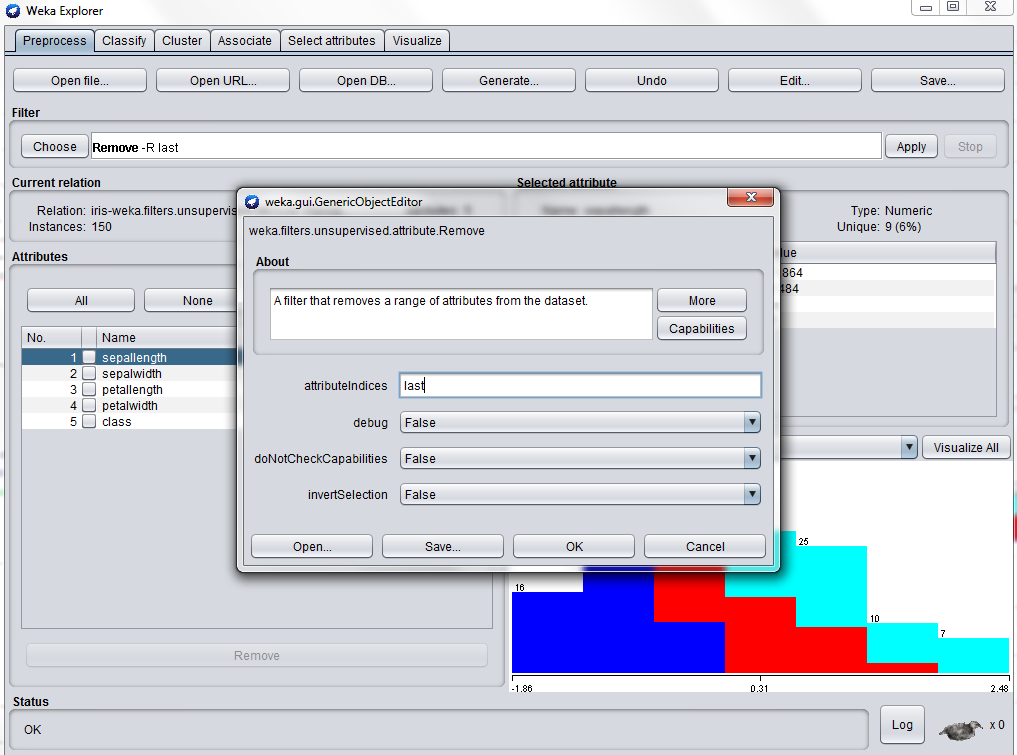 Weka Explorer
Preprocess Classify Cluster Associate Select attributes Visualize
Open file... Open URL... Open DB... Generate... Undo Edit... Save...
Filter
Choose Remove -R last Apply Stop
Current relation Selected attribute
Relation: iris-weka.filters.unsupervis
Instances: 150
Type: Numeric
Unique: 9 (6%)
Attributes
All None
No. Name
1 sepallength
2 sepalwidth
3 petallength
4 petalwidth
5 class
Remove
weka.gui.GenericObjectEditor
weka.filters.unsupervised.attribute.Remove
About
A filter that removes a range of attributes from the dataset.
More
Capabilities
attributeIndices last
debug False
doNotCheckCapabilities False
invertSelection False
Open... Save... OK Cancel
lue
864
484
Visualize All
16
25
10
7
-1.86 0.31 2.48
Status
OK
Log x 0